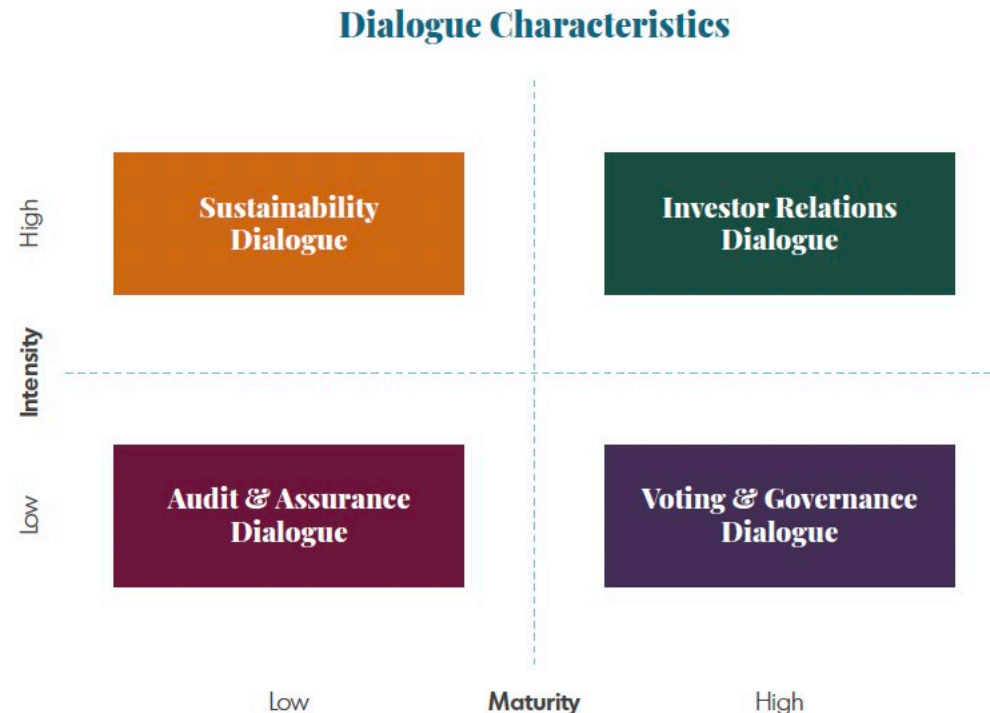 Dialogue Characteristics
High
Sustainability
Dialogue
Investor Relations
Dialogue
Intensity
Low
Audit & Assurance
Dialogue
Voting & Governance
Dialogue
Low
Maturity
High